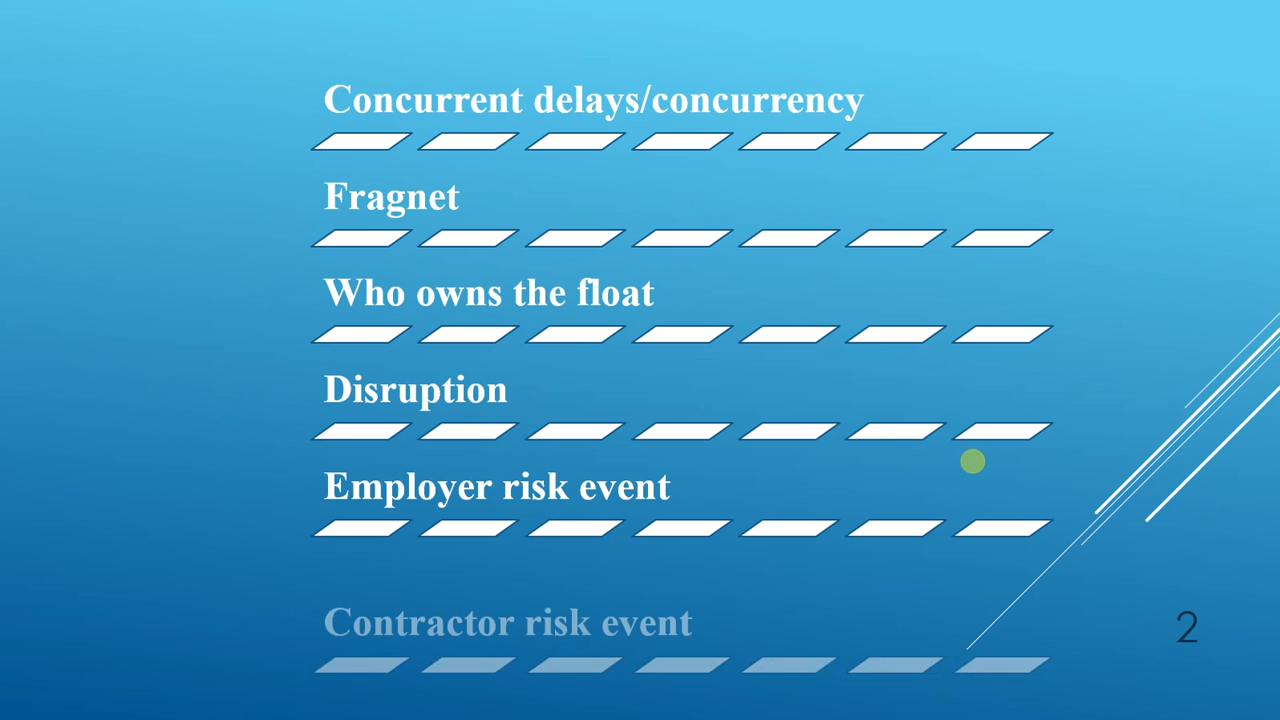 Concurrent delays/concurrency
Fragnet
Who owns the float
Disruption
Employer risk event
Contractor risk event
2